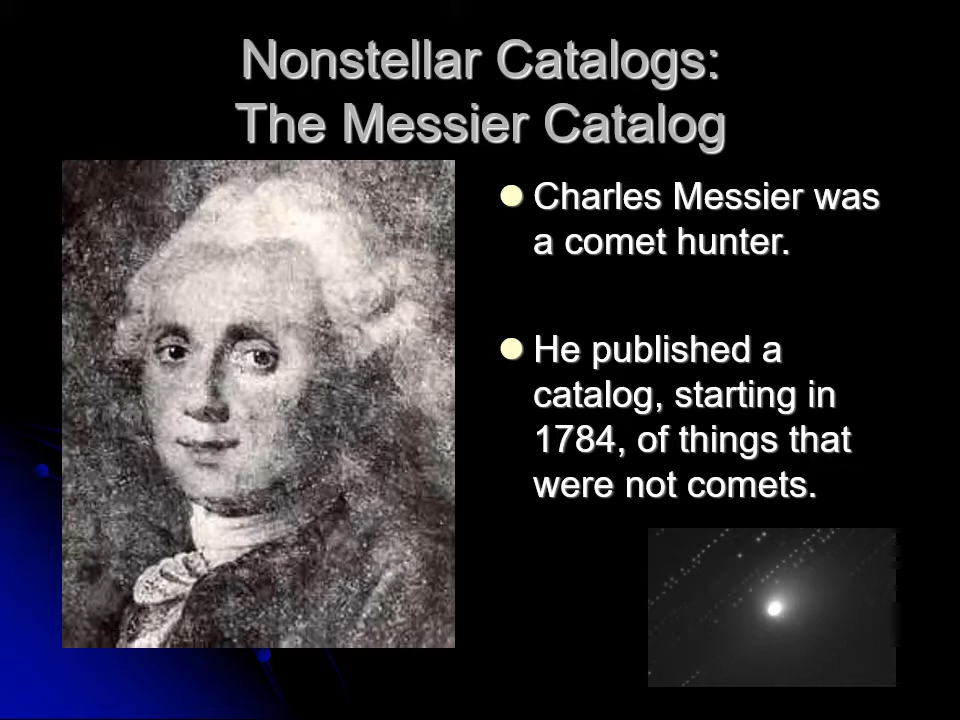 Nonstellar Catalogs:
The Messier Catalog
Charles Messier was
a comet hunter.
He published a
catalog, starting in
1784, of things that
were not comets.